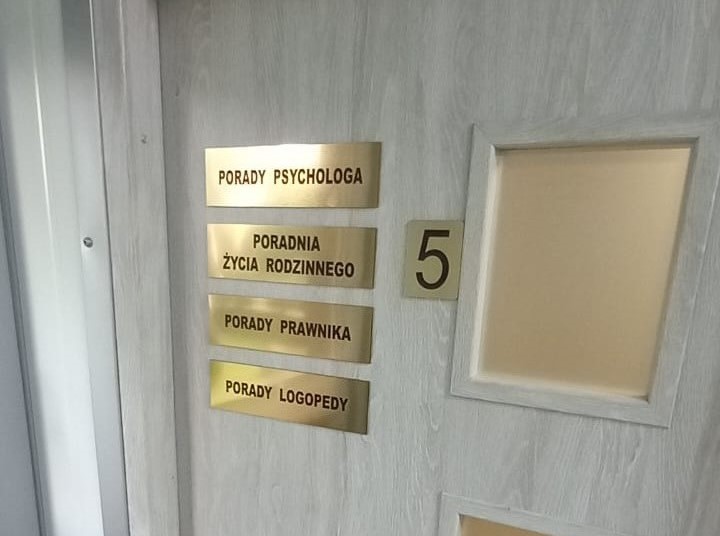 PORADY PSYCHOLOGA
PORADNIA
ŻYCIA RODZINNEGO
PORADY PRAWNIKA
PORADY LOGOPEDY
5